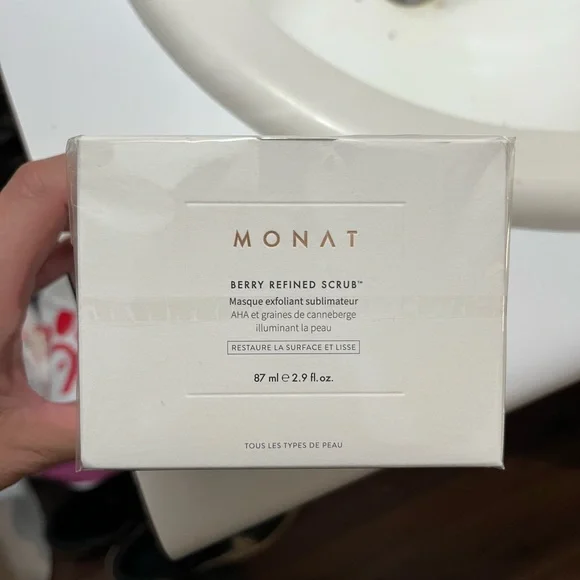 MONAT
BERRY REFINED SCRUB™
Masque exfoliant sublimateur
AHA et graines de canneberge
illuminant la peau
RESTAURE LA SURFACE ET LISSE
87 ml ℮ 2.9 fl. oz.
TOUS LES TYPES DE PEAU